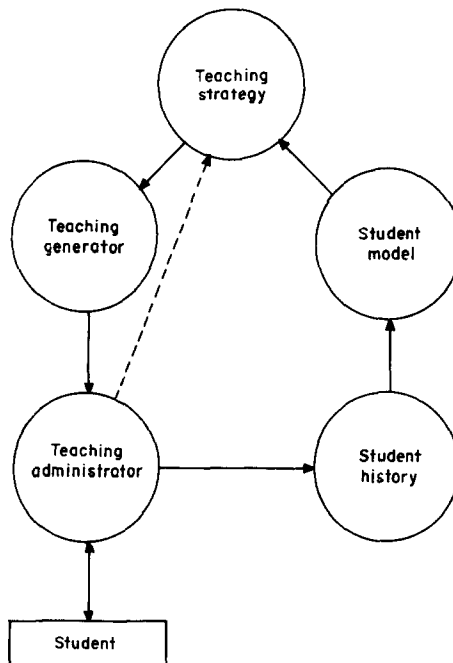 Teaching
strategy
Teaching
generator
Student
model
Teaching
administrator
Student
history
Student